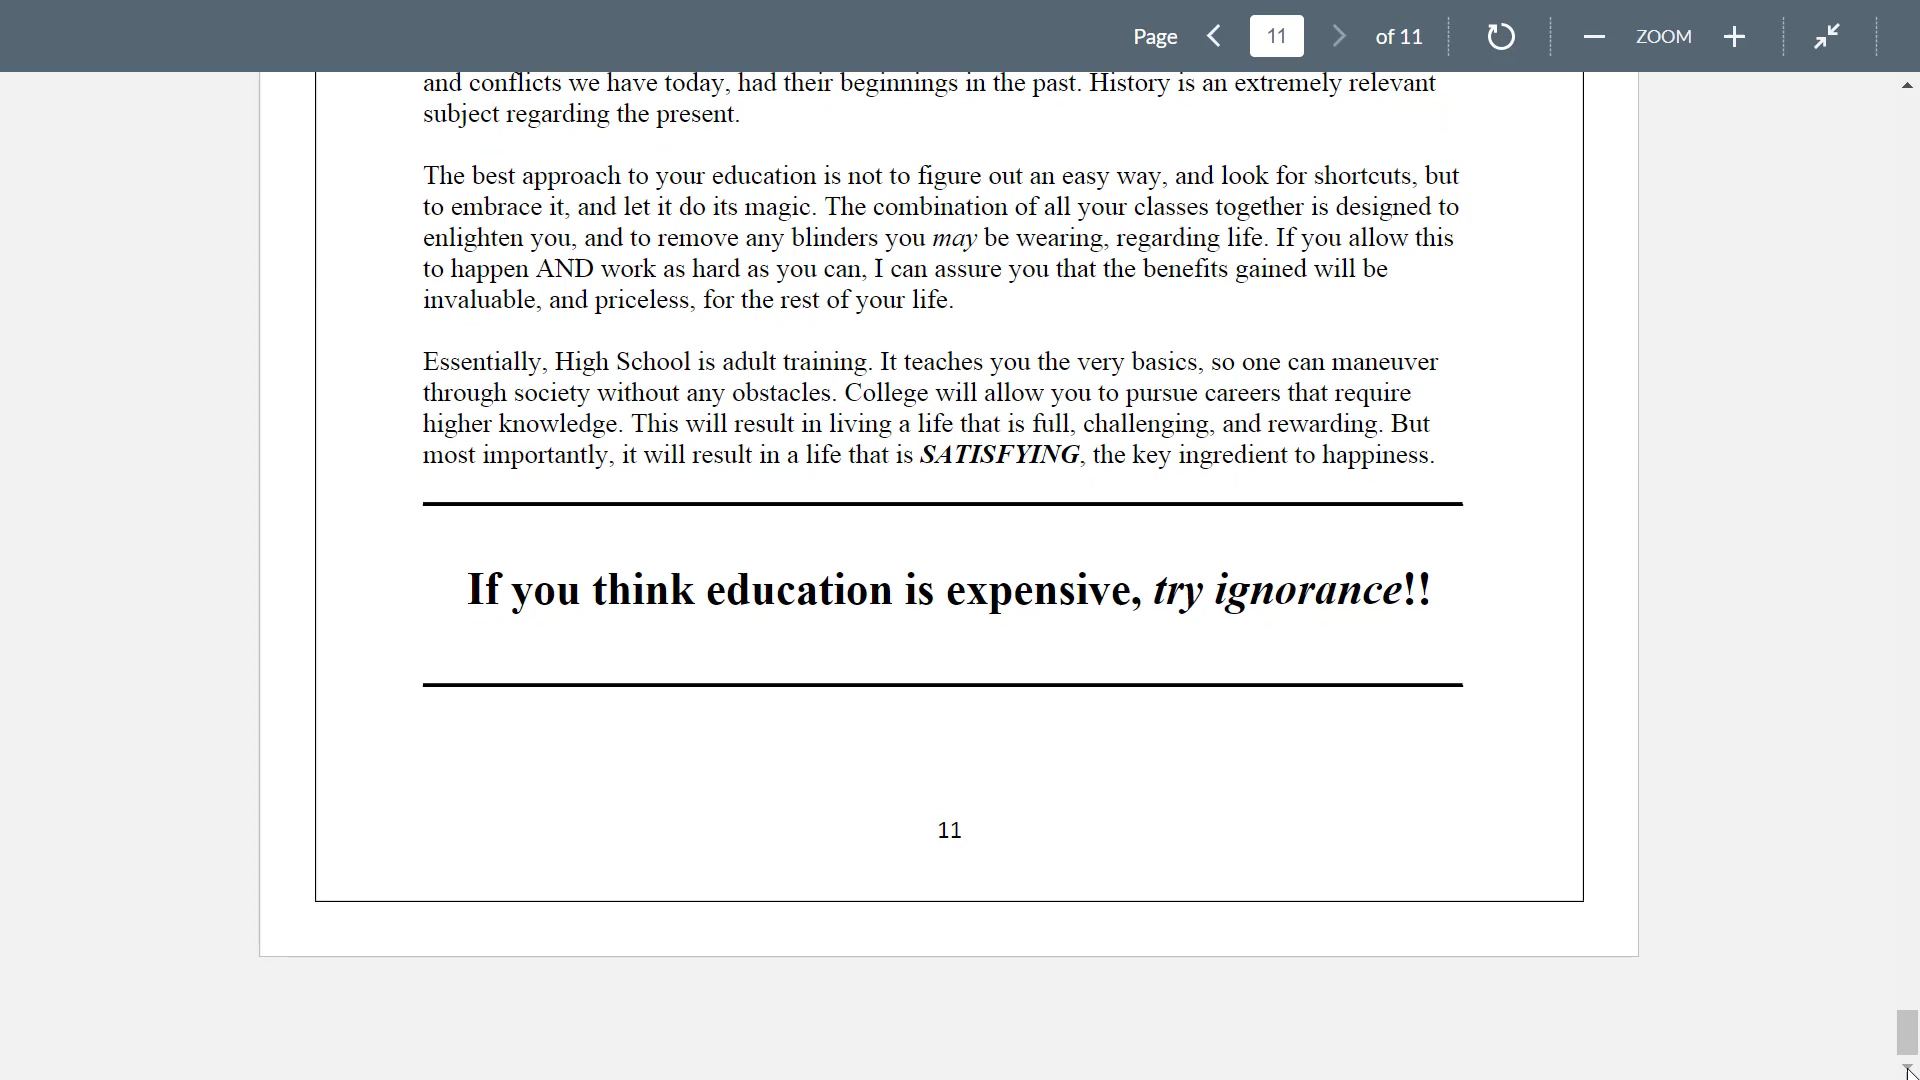 Page 11 of 11 ZOOM
and conflicts we have today, had their beginnings in the past. History is an extremely relevant
subject regarding the present.
The best approach to your education is not to figure out an easy way, and look for shortcuts, but
to embrace it, and let it do its magic. The combination of all your classes together is designed to
enlighten you, and to remove any blinders you may be wearing, regarding life. If you allow this
to happen AND work as hard as you can, I can assure you that the benefits gained will be
invaluable, and priceless, for the rest of your life.
Essentially, High School is adult training. It teaches you the very basics, so one can maneuver
through society without any obstacles. College will allow you to pursue careers that require
higher knowledge. This will result in living a life that is full, challenging, and rewarding. But
most importantly, it will result in a life that is SATISFYING, the key ingredient to happiness.
If you think education is expensive, try ignorance!!
11